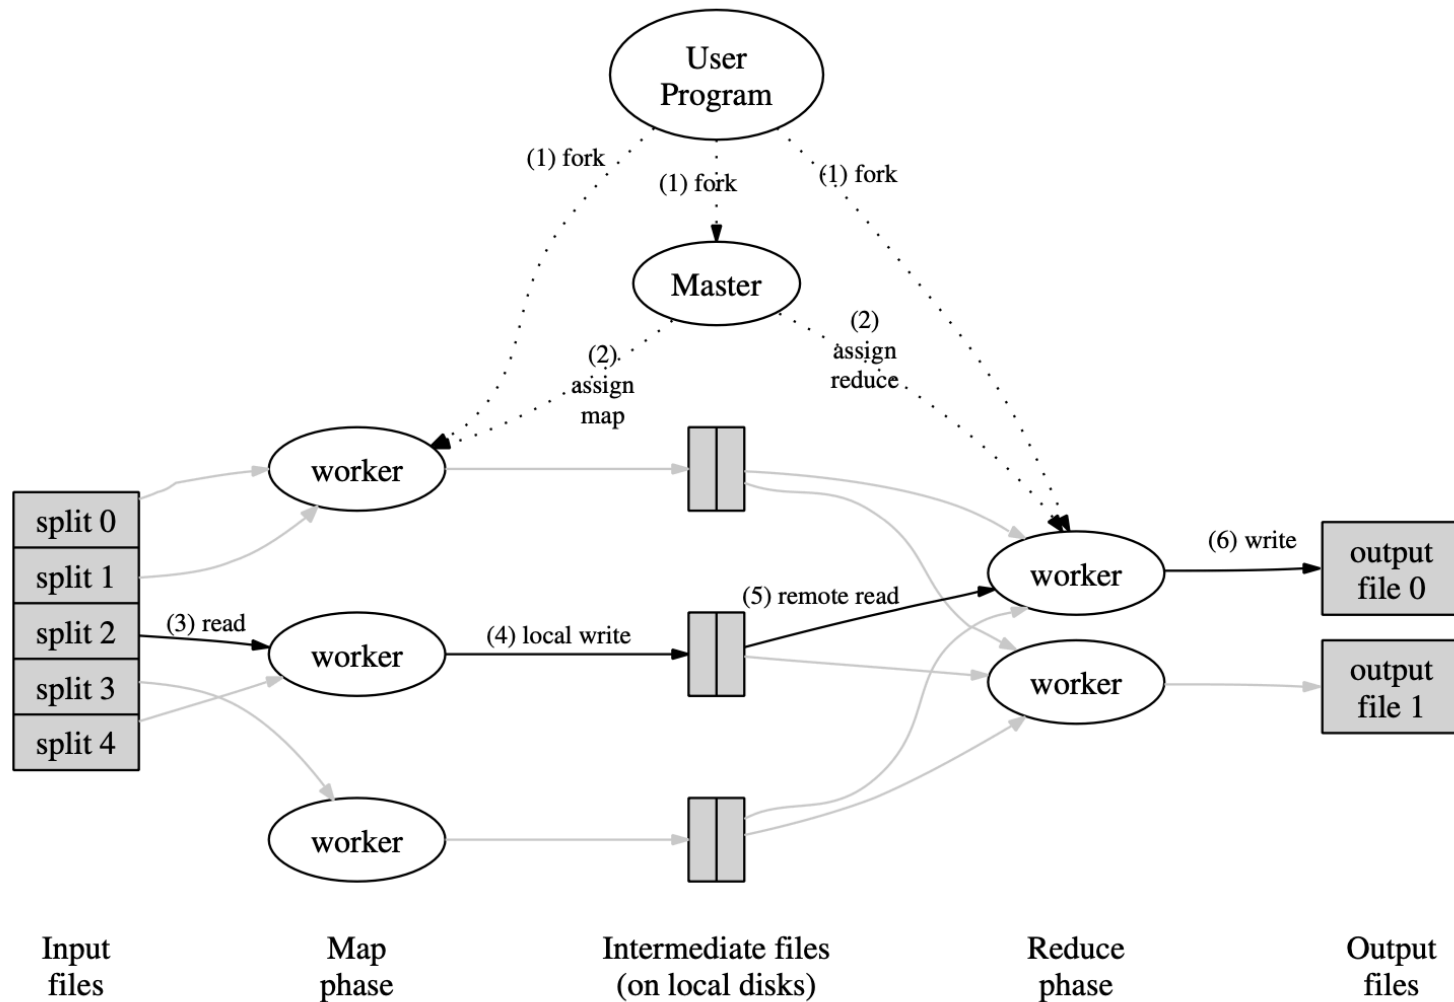 User
Program
(1) fork
(1) fork
(1) fork
Master
(2)
assign
map
(2)
assign
reduce
worker
split 0
split 1
split 2
split 3
split 4
(3) read
worker
(4) local write
(5) remote read
worker
worker
worker
(6) write
output
file 0
output
file 1
Input
files
Map
phase
Intermediate files
(on local disks)
Reduce
phase
Output
files